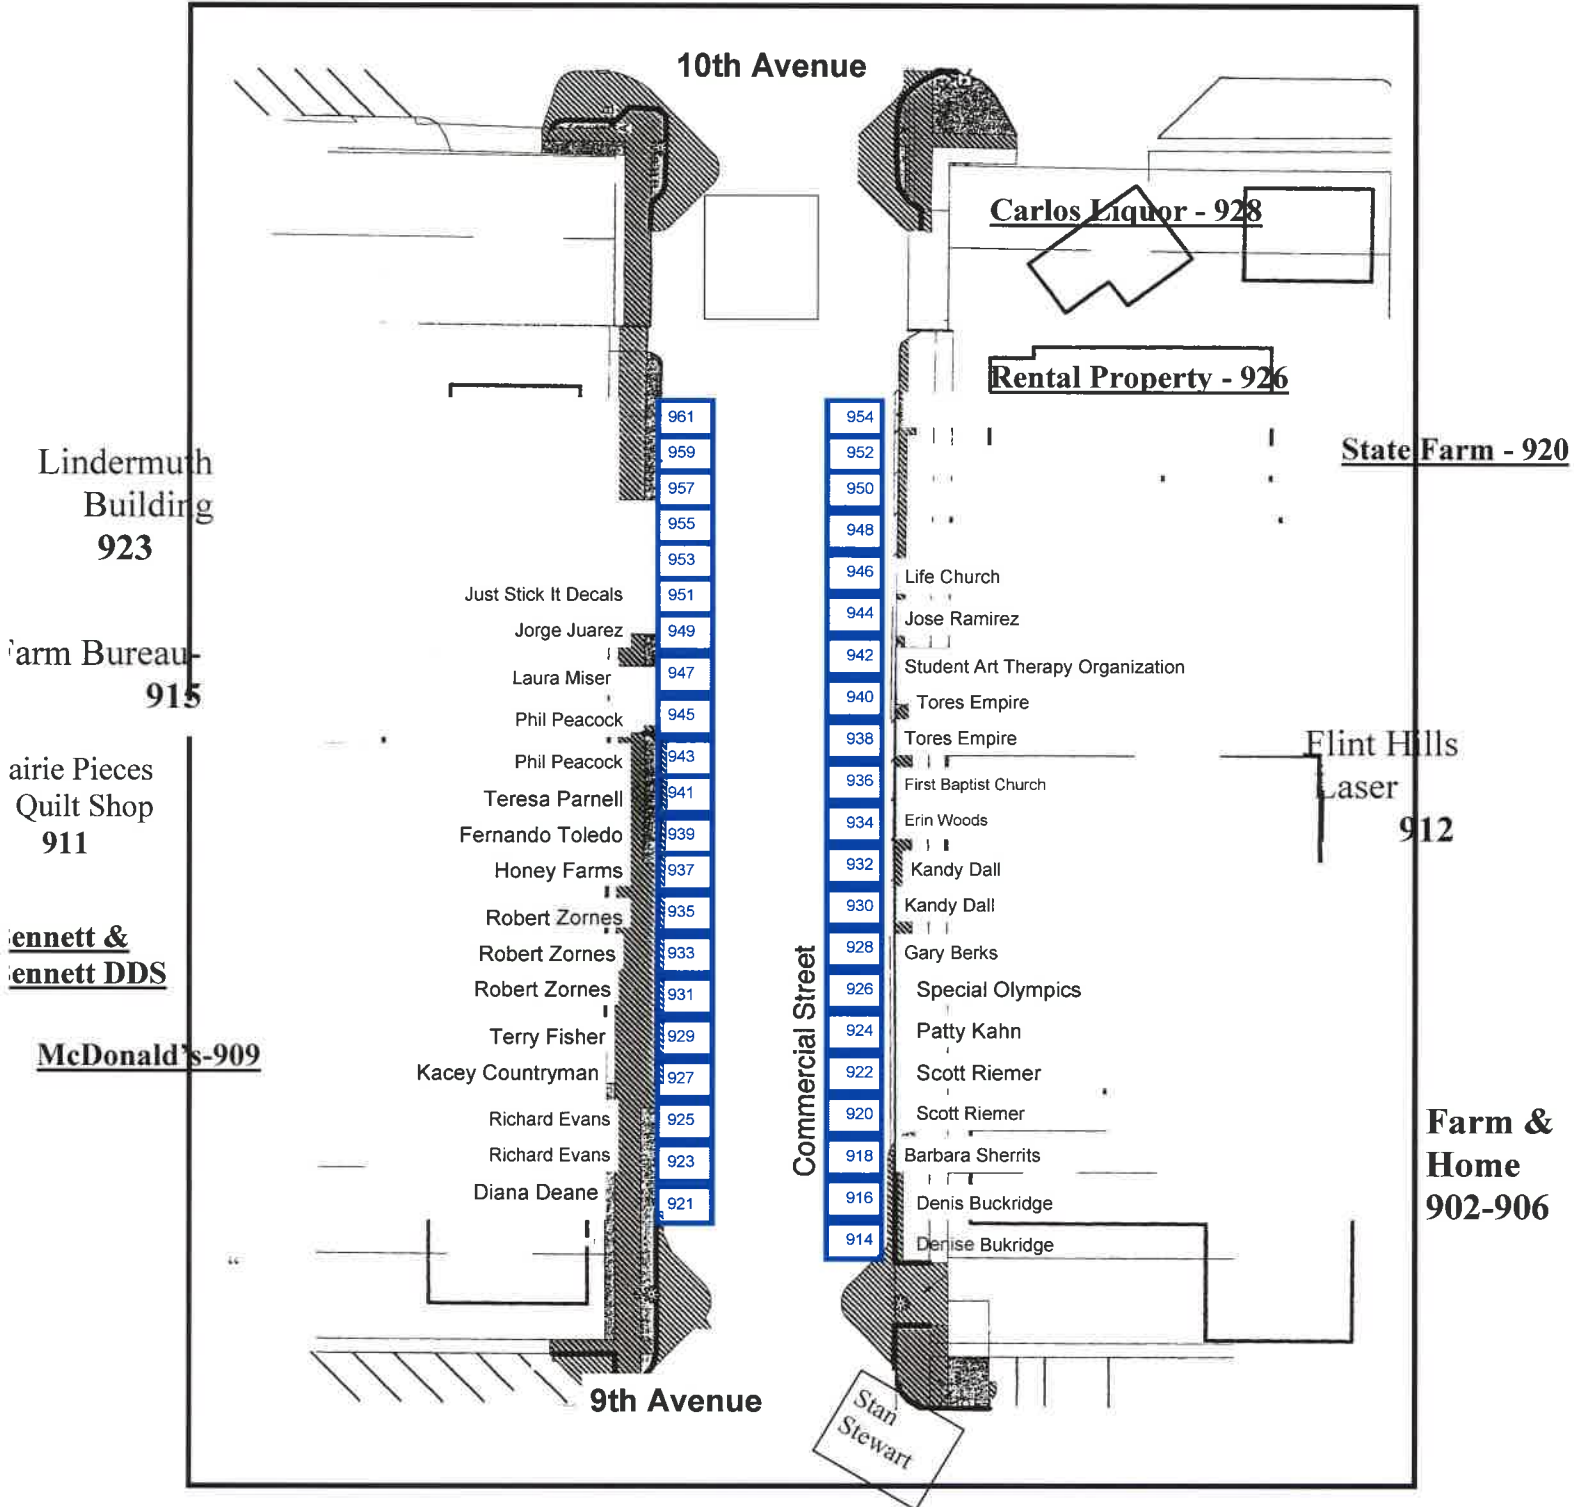 10th Avenue
Carlos Liquor - 928
Rental Property - 926
State Farm - 920
Lindermuth
Building
923
961
959
957
955
953
Just Stick It Decals 951
Jorge Juarez 949
Laura Miser 947
Phil Peacock 945
Phil Peacock 943
Teresa Parnell 941
Fernando Toledo 939
Honey Farms 937
Robert Zornes 935
Robert Zornes 933
Robert Zornes 931
Terry Fisher 929
Kacey Countryman 927
Richard Evans 925
Richard Evans 923
Diana Deane 921
954
952
950
948
946 Life Church
944 Jose Ramirez
942 Student Art Therapy Organization
940 Tores Empire
938 Tores Empire
936 First Baptist Church
934 Erin Woods
932 Kandy Dall
930 Kandy Dall
928 Gary Berks
926 Special Olympics
924 Patty Kahn
922 Scott Riemer
920 Scott Riemer
918 Barbara Sherrits
916 Denis Buckridge
914 Denise Bukridge
Commercial Street
arm Bureau-
915
airie Pieces
Quilt Shop
911
ennett &
ennett DDS
McDonald's-909
“
Flint Hills
Laser
912
Farm &
Home
902-906
9th Avenue
Stan
Stewart